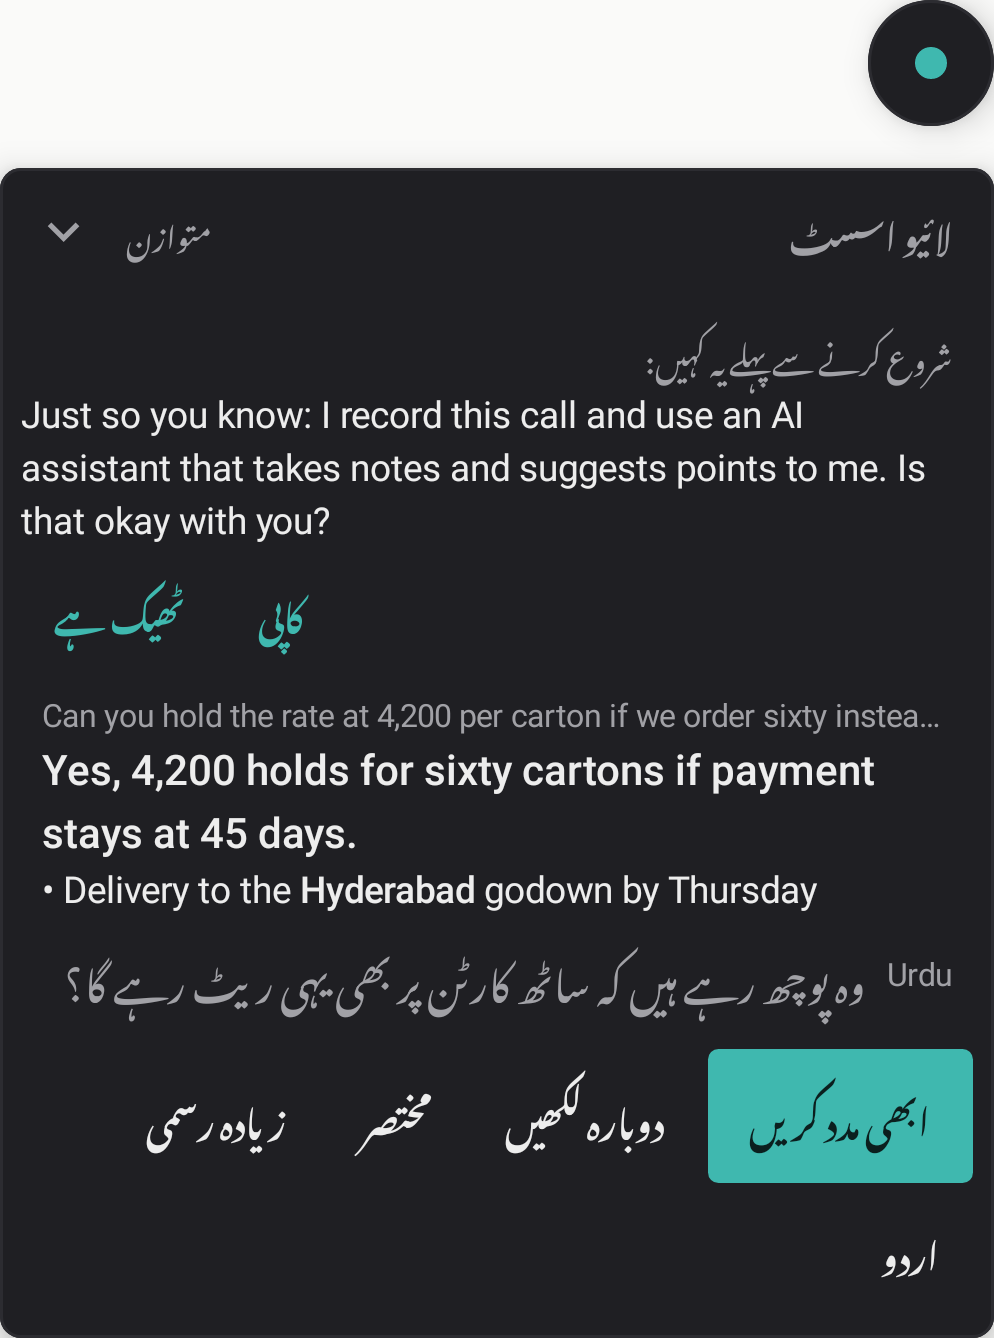 لائیو اسسٹ
متوازن
شروع کرنے سے پہلے یہ کہیں:
Just so you know: I record this call and use an AI
assistant that takes notes and suggests points to me. Is
that okay with you?
کاپی
ٹھیک ہے
Can you hold the rate at 4,200 per carton if we order sixty instea...
Yes, 4,200 holds for sixty cartons if payment
stays at 45 days.
• Delivery to the Hyderabad godown by Thursday
Urdu
وہ پوچھ رہے ہیں کہ ساٹھ کارٹن پر بھی یہی ریٹ رہے گا؟
ابھی مدد کریں
دوبارہ لکھیں
مختصر
زیادہ رسمی
اردو